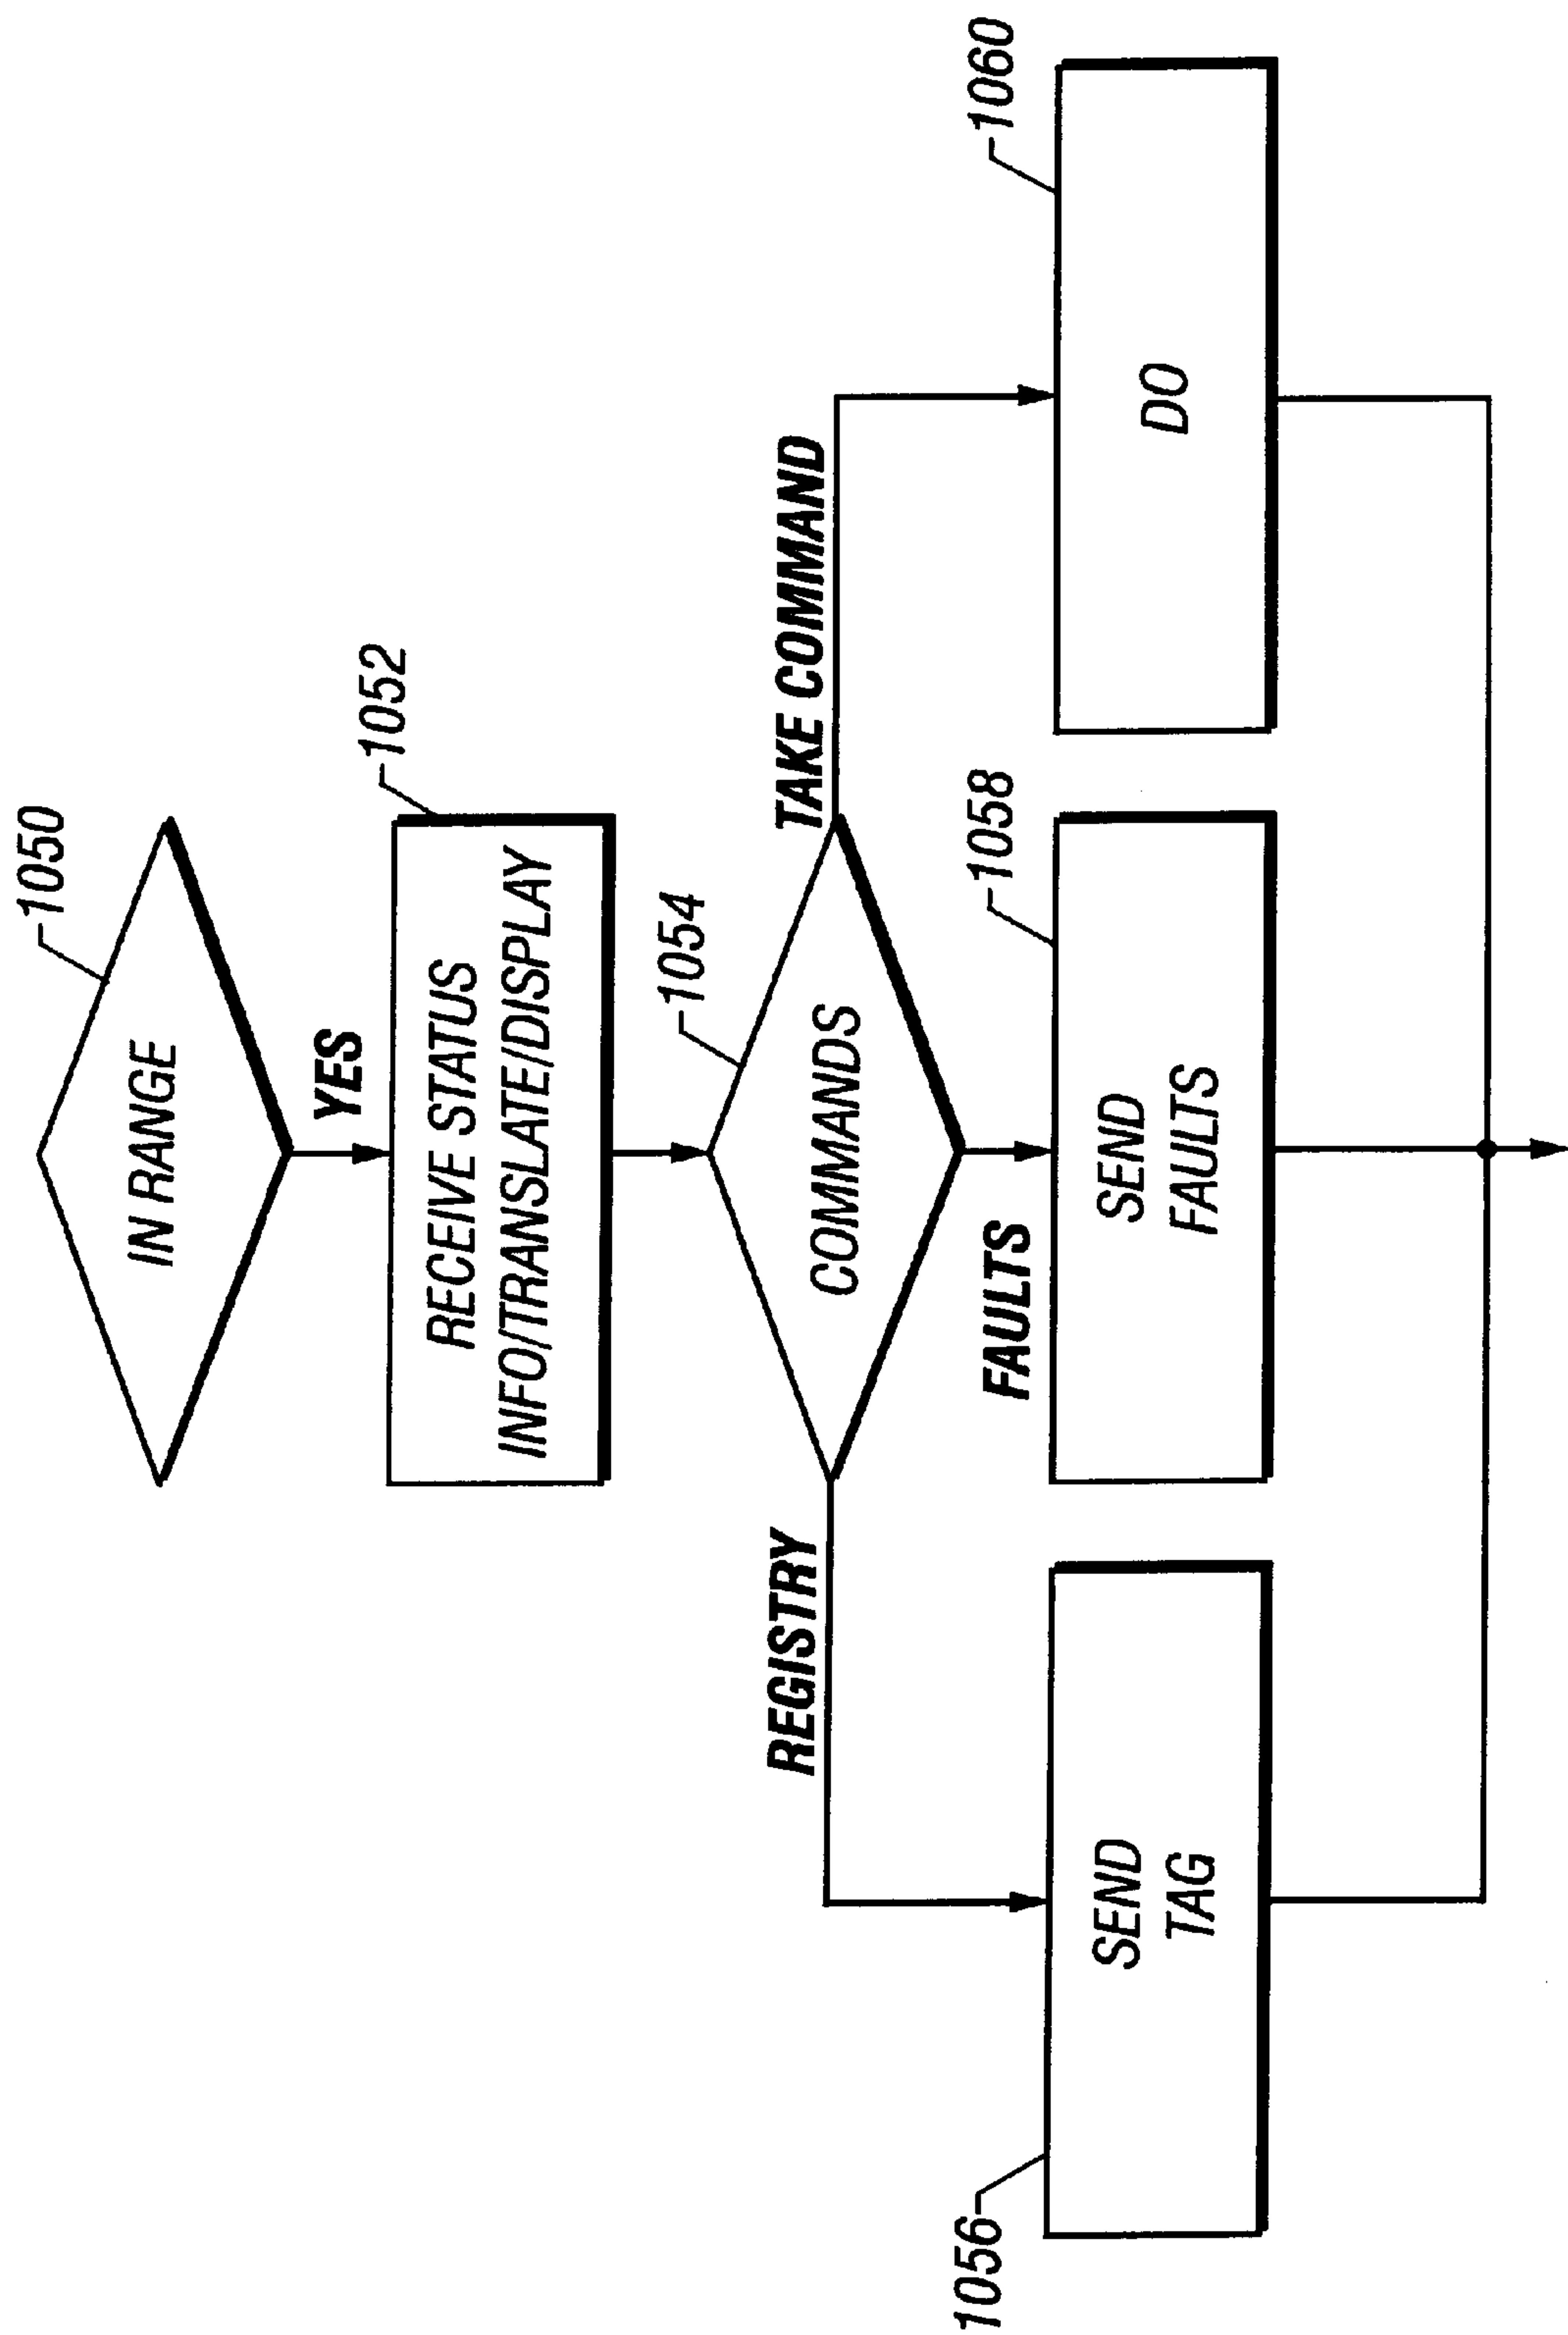 1050
IN RANGE
YES
1052
RECEIVE STATUS
INFO/TRANSLATE/DISPLAY
1054
COMMANDS
REGISTRY
TAKE COMMAND
FAULTS
1056
SEND
TAG
1058
SEND
FAULTS
1060
DO